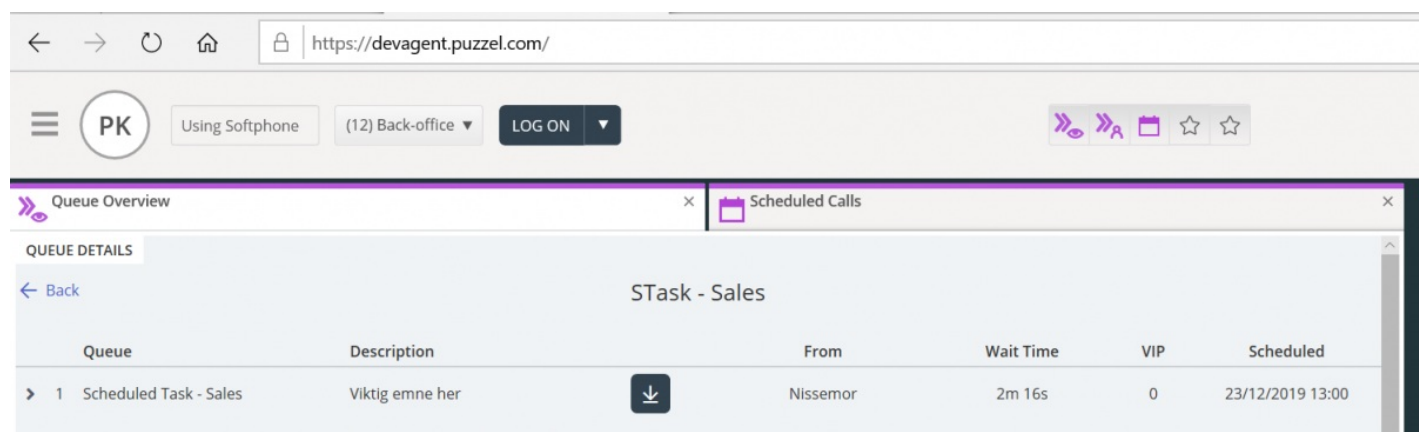 https://devagent.puzzel.com/
PK Using Softphone (12) Back-office LOG ON
Queue Overview Scheduled Calls
QUEUE DETAILS
Back STask - Sales
Queue Description From Wait Time VIP Scheduled
1 Scheduled Task - Sales Viktig emne her Nissemor 2m 16s 0 23/12/2019 13:00